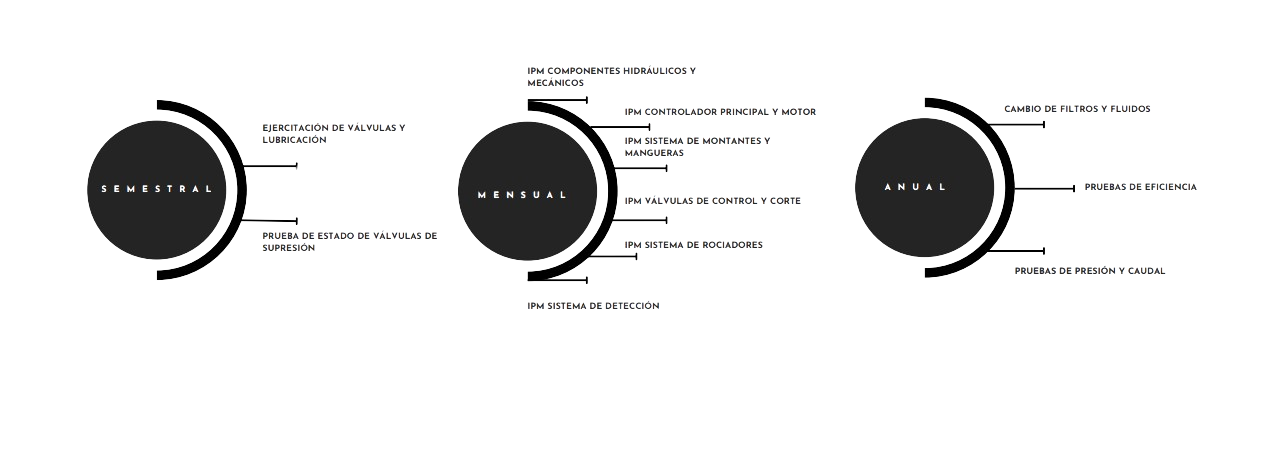 SEMESTRAL
EJERCITACIÓN DE VÁLVULAS Y
LUBRICACIÓN
PRUEBA DE ESTADO DE VÁLVULAS DE
SUPRESIÓN
MENSUAL
IPM COMPONENTES HIDRÁULICOS Y
MECÁNICOS
IPM CONTROLADOR PRINCIPAL Y MOTOR
IPM SISTEMA DE MONTANTES Y
MANGUERAS
IPM VÁLVULAS DE CONTROL Y CORTE
IPM SISTEMA DE ROCIADORES
IPM SISTEMA DE DETECCIÓN
ANUAL
CAMBIO DE FILTROS Y FLUIDOS
PRUEBAS DE EFICIENCIA
PRUEBAS DE PRESIÓN Y CAUDAL